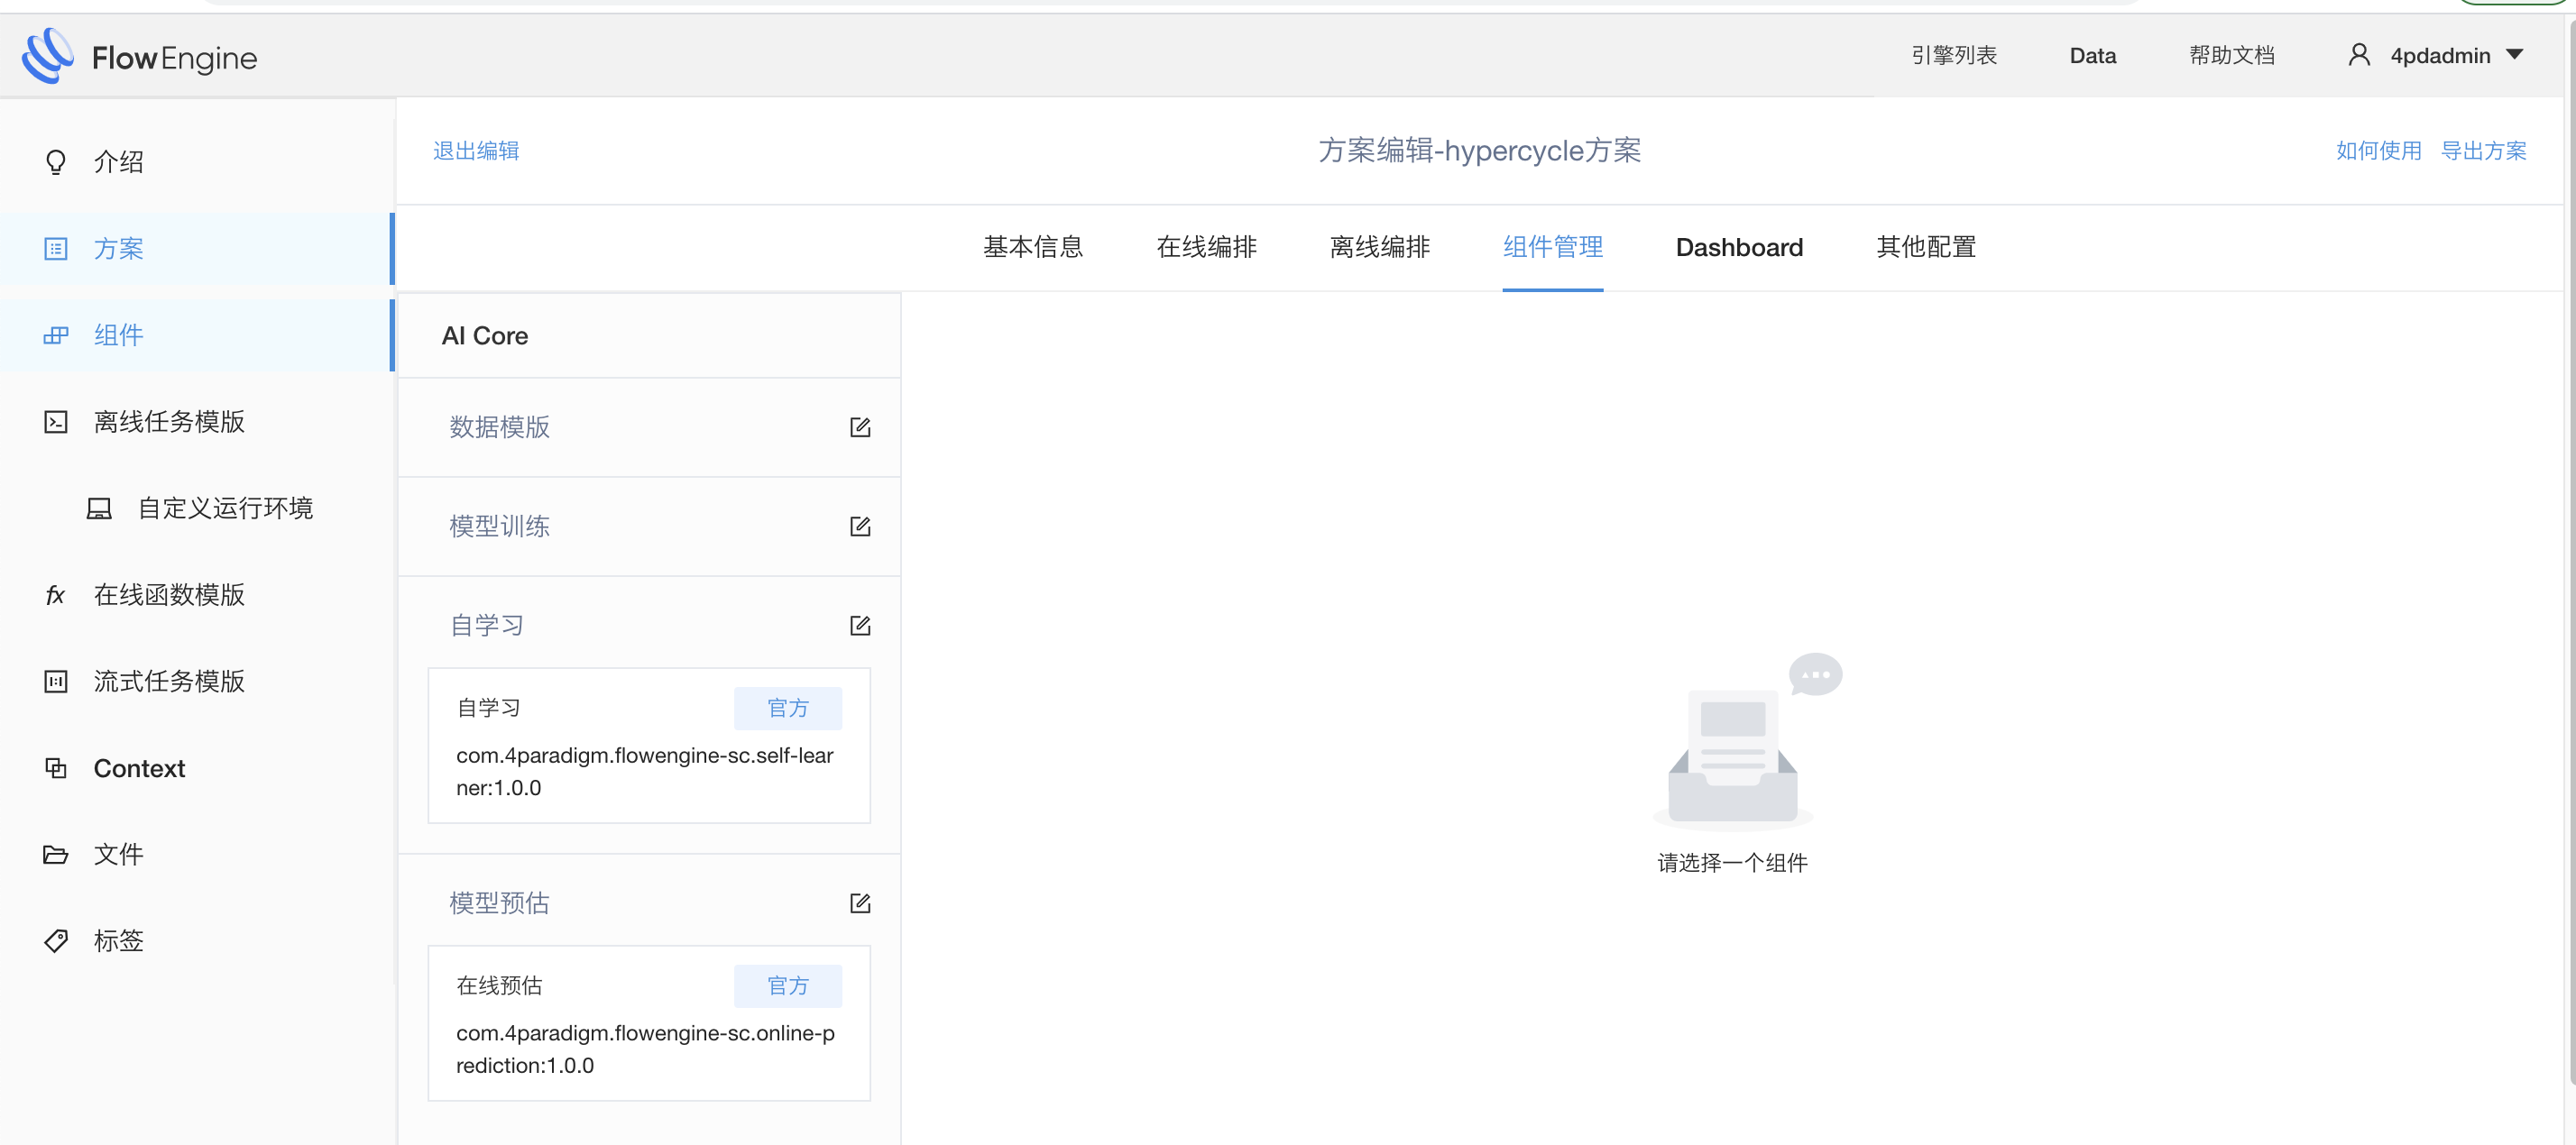 FlowEngine
引擎列表
Data
帮助文档
4pdadmin
介绍
方案
组件
离线任务模版
自定义运行环境
fx
在线函数模版
流式任务模版
Context
文件
标签
退出编辑
方案编辑-hypercycle方案
如何使用
导出方案
基本信息
在线编排
离线编排
组件管理
Dashboard
其他配置
AI Core
数据模版
模型训练
自学习
自学习
官方
com.4paradigm.flowengine-sc.self-lear
ner:1.0.0
模型预估
在线预估
官方
com.4paradigm.flowengine-sc.online-p
rediction:1.0.0
请选择一个组件